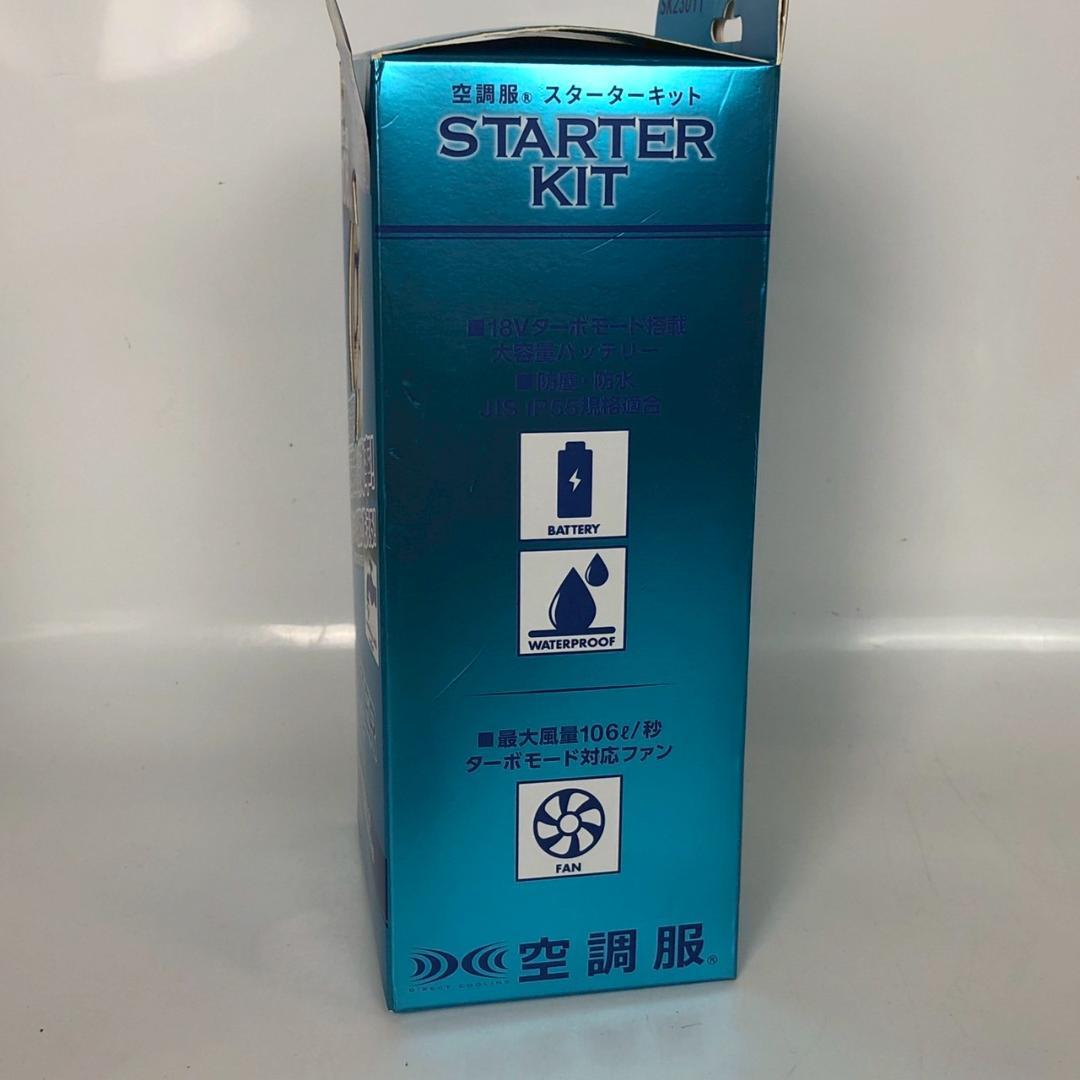 SK23011
空調服® スターターキット
STARTER
KIT
■18Vターボモード搭載
大容量バッテリー
■防塵・防水
JIS IP55規格適合
BATTERY
WATERPROOF
■最大風量106ℓ/秒
ターボモード対応ファン
FAN
空調服®
DIRECT COOLING